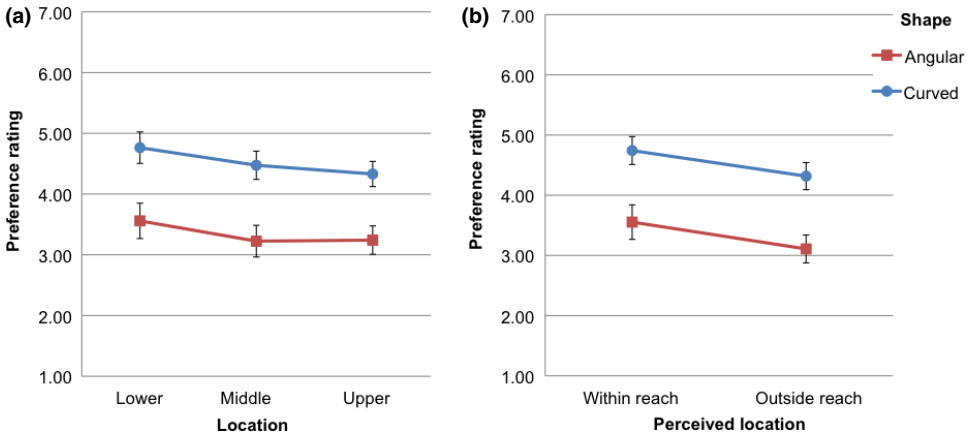 (a)
7.00
6.00
5.00
4.00
3.00
2.00
1.00
Preference rating
Lower Middle Upper
Location
(b)
7.00
6.00
5.00
4.00
3.00
2.00
1.00
Preference rating
Within reach Outside reach
Perceived location
Shape
Angular
Curved